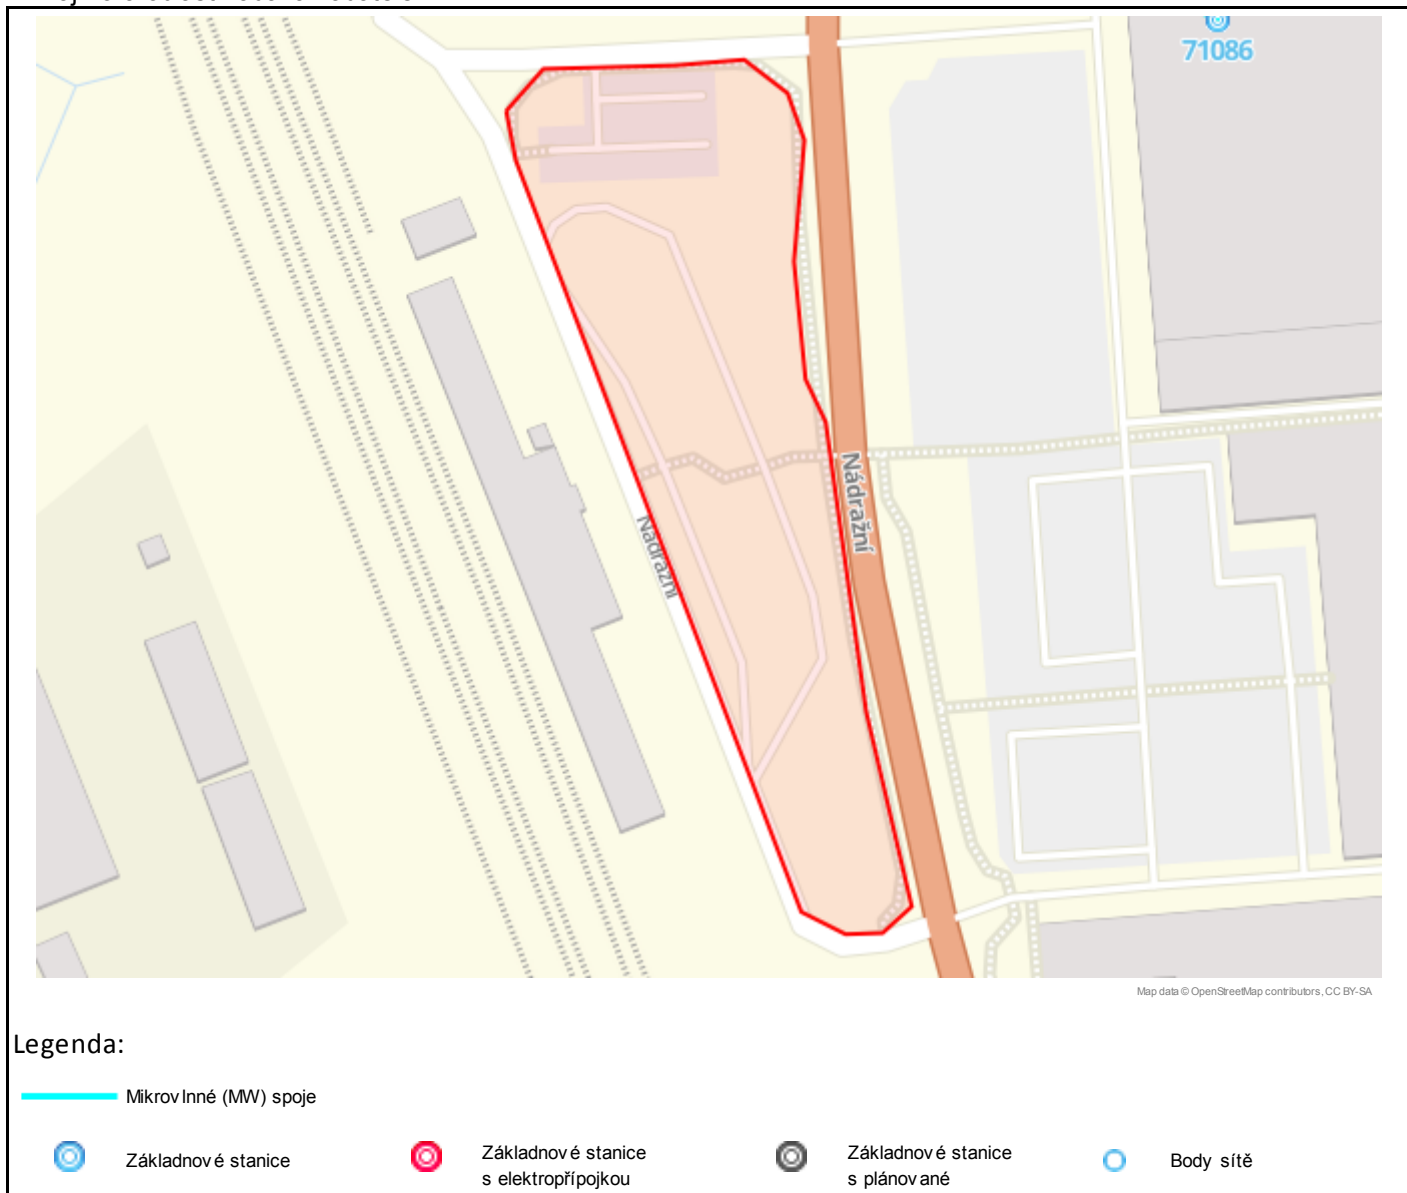 71086
Nádražní
Nádražní
Map data © OpenStreetMap contributors, CC BY-SA
Legenda:
Mikrovlnné (MW) spoje
Základnové stanice
Základnové stanice
s elektropřípojkou
Základnové stanice
s plánované
Body sítě